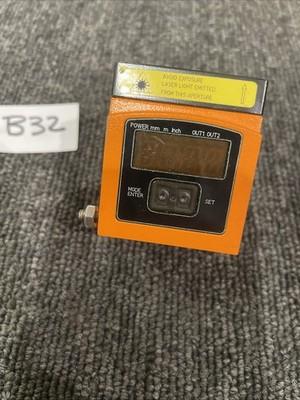 AVOID EXPOSURE
LASER LIGHT EMITTED
FROM THIS APERTURE
B32
POWER mm m Inch OUT1 OUT2
MODE
ENTER
SET